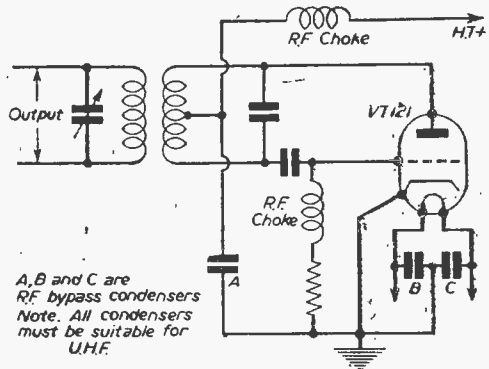 R.F. Choke
H.T.+
Output
VT121
R.F.
Choke
A
B
C
A, B and C are
R.F. bypass condensers
Note. All condensers
must be suitable for
U.H.F.